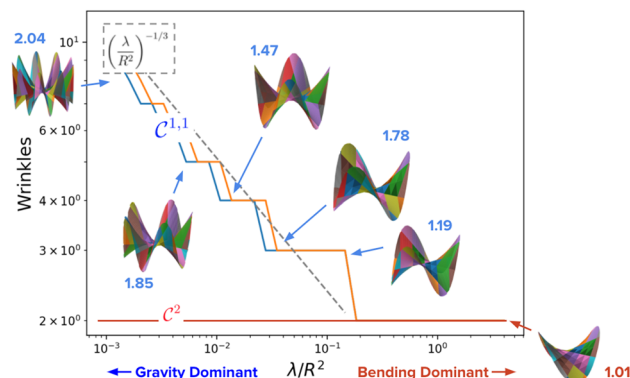 2.04
10¹
(λ/R²)^{-1/3}
1.47
C^{1,1}
1.78
6 × 10⁰
Wrinkles
4 × 10⁰
1.19
3 × 10⁰
1.85
C²
2 × 10⁰
10⁻³
10⁻²
10⁻¹
10⁰
← Gravity Dominant
λ/R²
Bending Dominant →
1.01